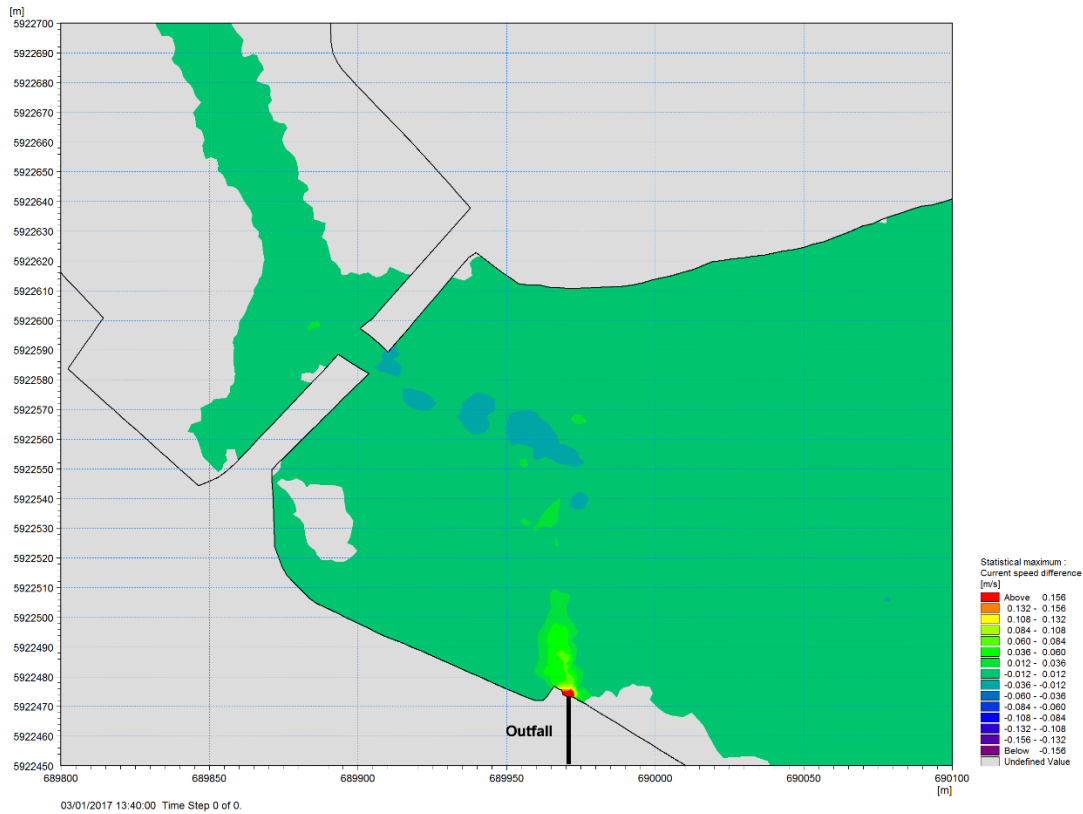 [m]
5922700
5922690
5922680
5922670
5922660
5922650
5922640
5922630
5922620
5922610
5922600
5922590
5922580
5922570
5922560
5922550
5922540
5922530
5922520
5922510
5922500
5922490
5922480
5922470
5922460
5922450
Outfall
689800 689850 689900 689950 690000 690050 690100
[m]
03/01/2017 13:40:00 Time Step 0 of 0.
Statistical maximum :
Current speed difference
[m/s]
Above 0.156
0.132 - 0.156
0.108 - 0.132
0.084 - 0.108
0.060 - 0.084
0.036 - 0.060
0.012 - 0.036
-0.012 - 0.012
-0.036 - -0.012
-0.060 - -0.036
-0.084 - -0.060
-0.108 - -0.084
-0.132 - -0.108
-0.156 - -0.132
Below -0.156
Undefined Value